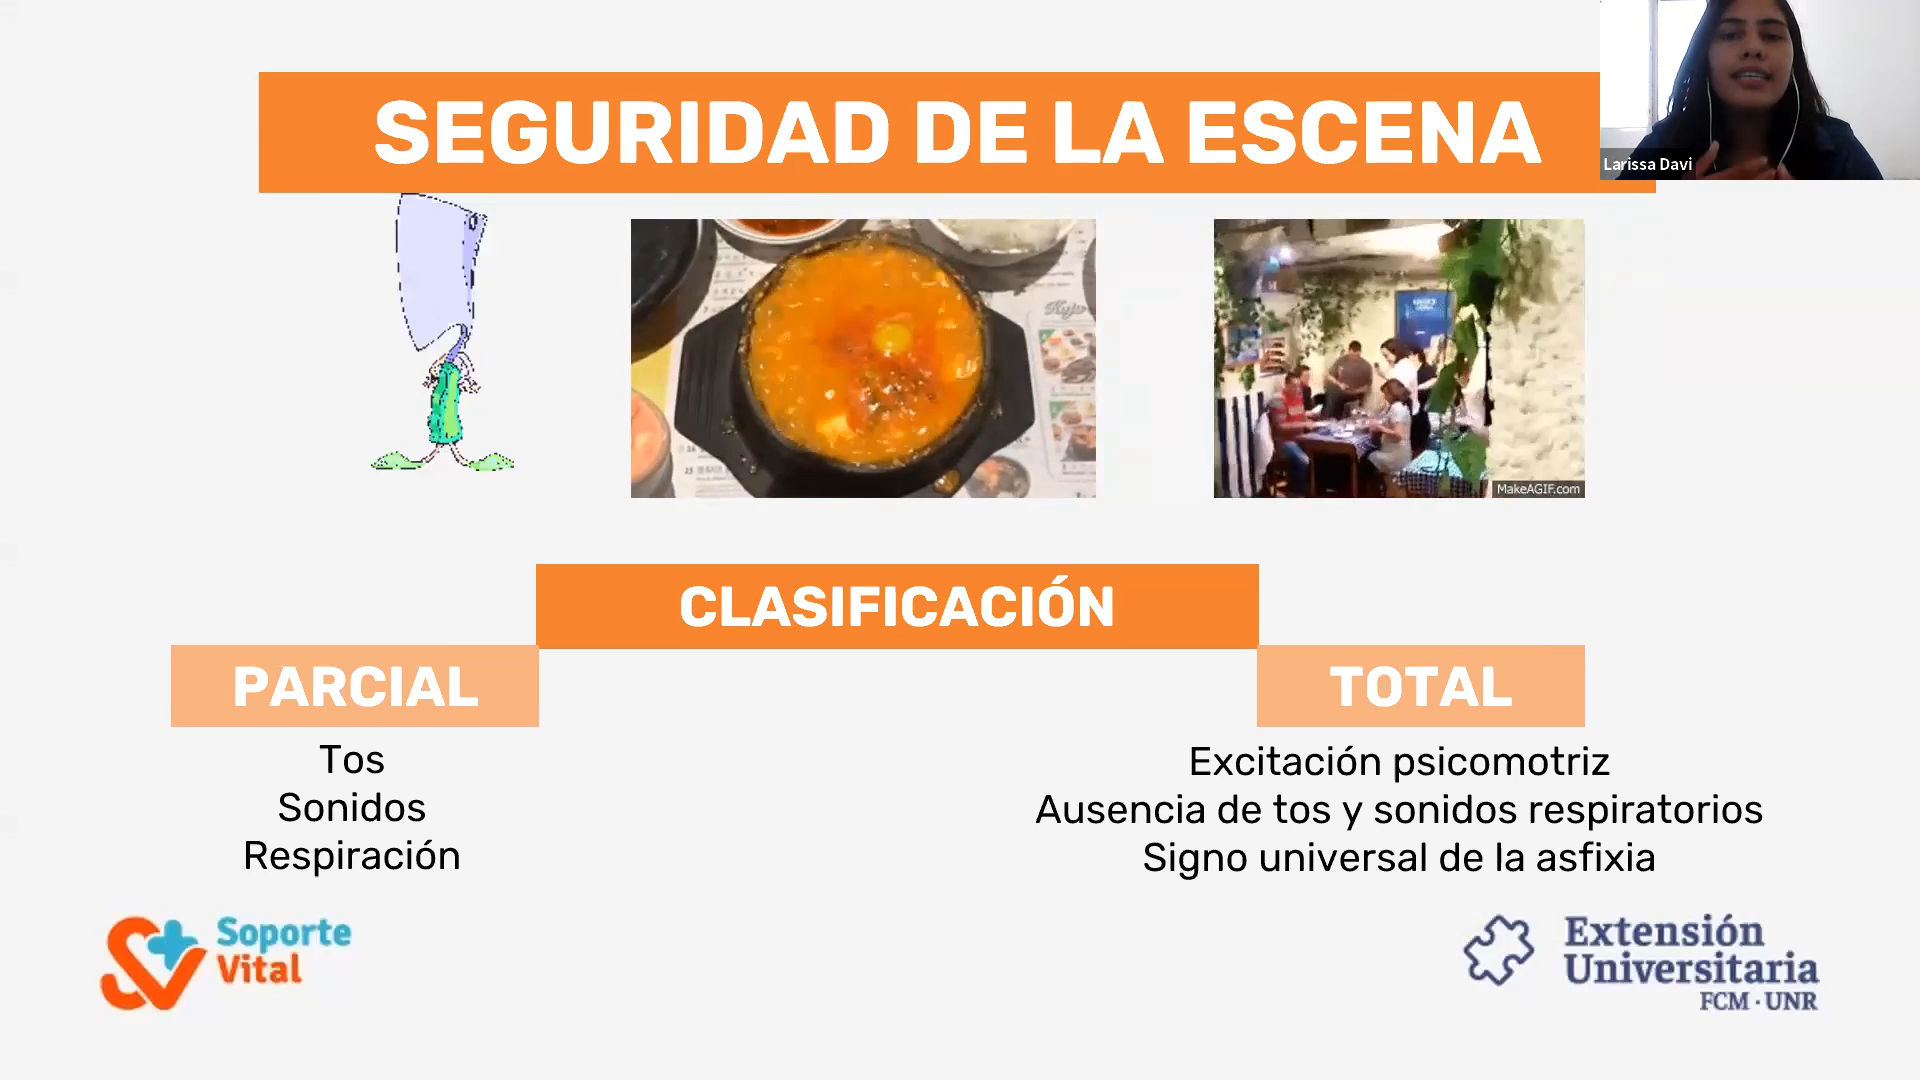 SEGURIDAD DE LA ESCENA
Larissa Davi
MakeAGIF.com
CLASIFICACIÓN
PARCIAL
Tos
Sonidos
Respiración
TOTAL
Excitación psicomotriz
Ausencia de tos y sonidos respiratorios
Signo universal de la asfixia
Soporte
Vital
Extensión
Universitaria
FCM · UNR